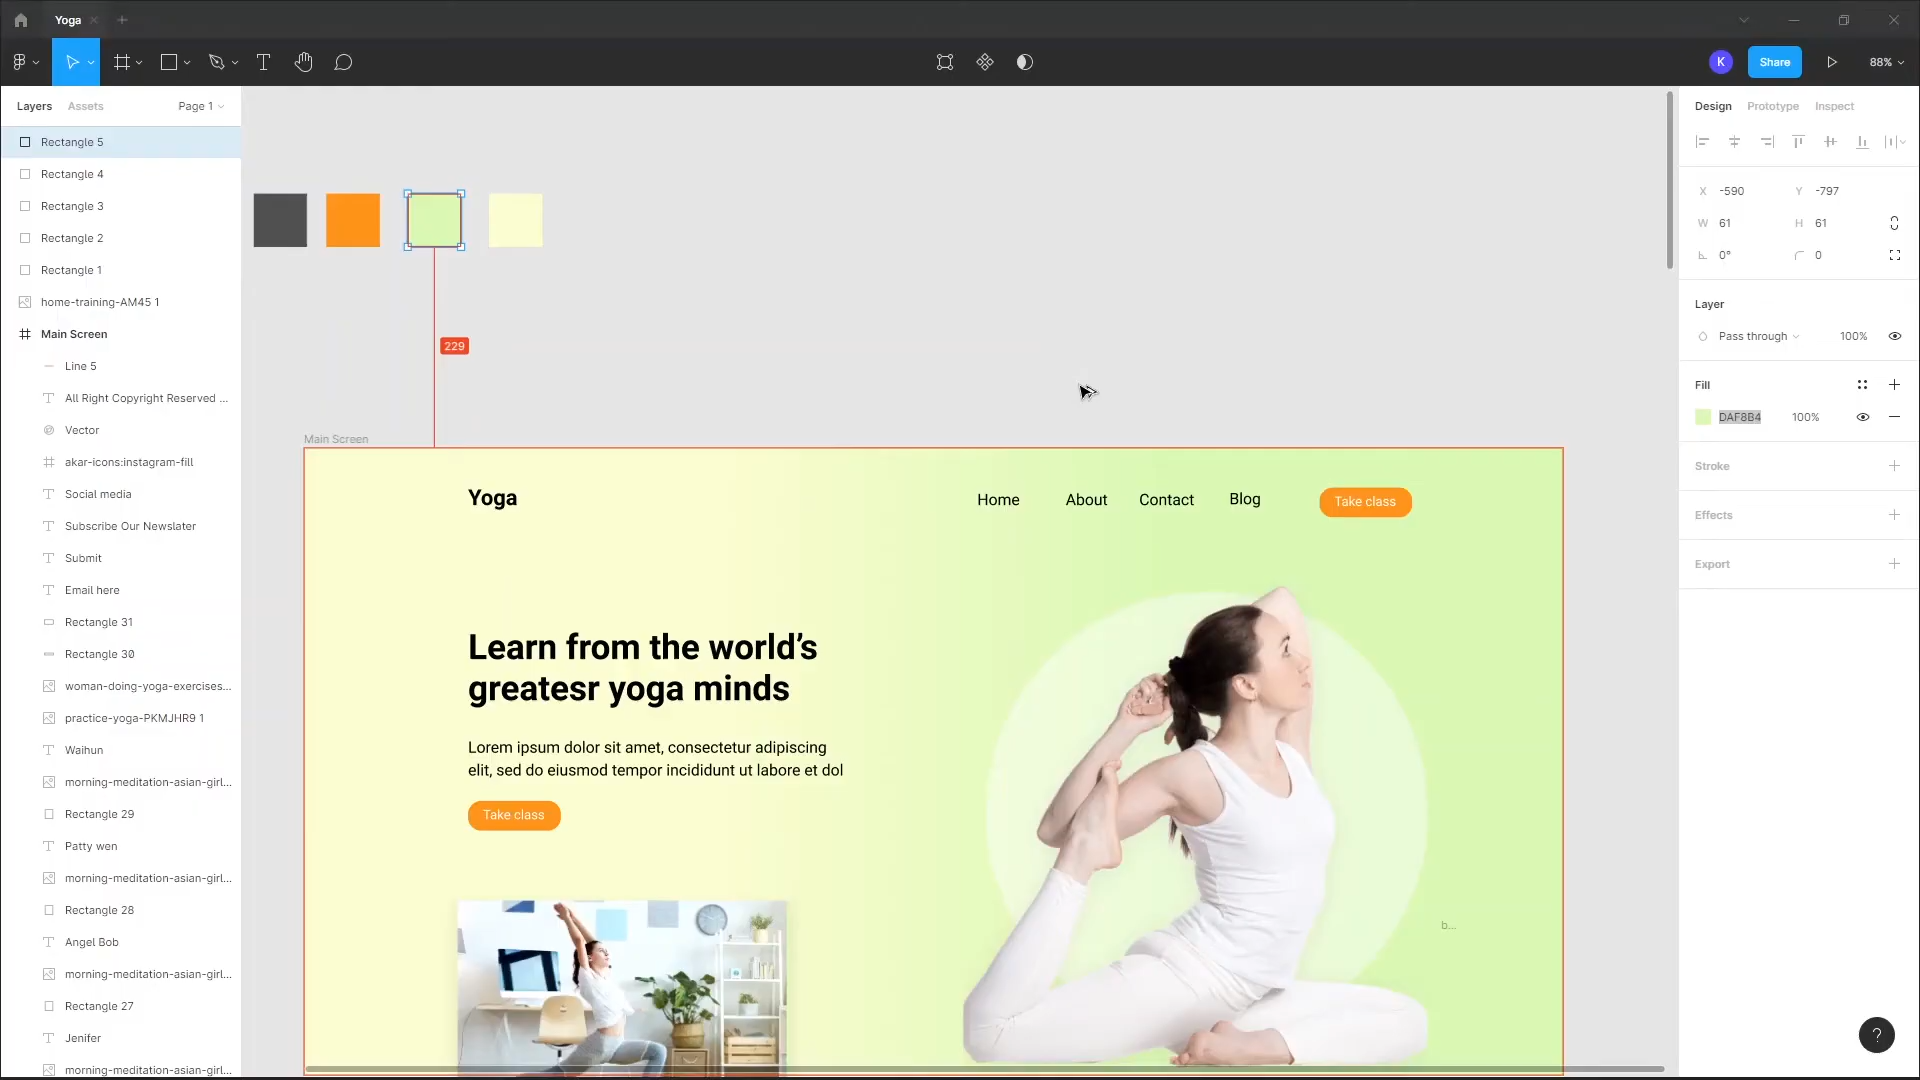 Yoga
K
Share
88%
Layers
Assets
Page 1
Rectangle 5
Rectangle 4
Rectangle 3
Rectangle 2
Rectangle 1
home-training-AM45 1
Main Screen
Line 5
All Right Copyright Reserved ...
Vector
akar-icons:instagram-fill
Social media
Subscribe Our Newslater
Submit
Email here
Rectangle 31
Rectangle 30
woman-doing-yoga-exercises...
practice-yoga-PKMJHR9 1
Waihun
morning-meditation-asian-girl...
Rectangle 29
Patty wen
morning-meditation-asian-girl...
Rectangle 28
Angel Bob
morning-meditation-asian-girl...
Rectangle 27
Jenifer
morning-meditation-asian-girl...
229
Main Screen
Yoga
Home
About
Contact
Blog
Take class
Learn from the world’s
greatesr yoga minds
Lorem ipsum dolor sit amet, consectetur adipiscing
elit, sed do eiusmod tempor incididunt ut labore et dol
Take class
b...
Design
Prototype
Inspect
X -590
Y -797
W 61
H 61
0°
0
Layer
Pass through
100%
Fill
DAF8B4
100%
Stroke
Effects
Export
?